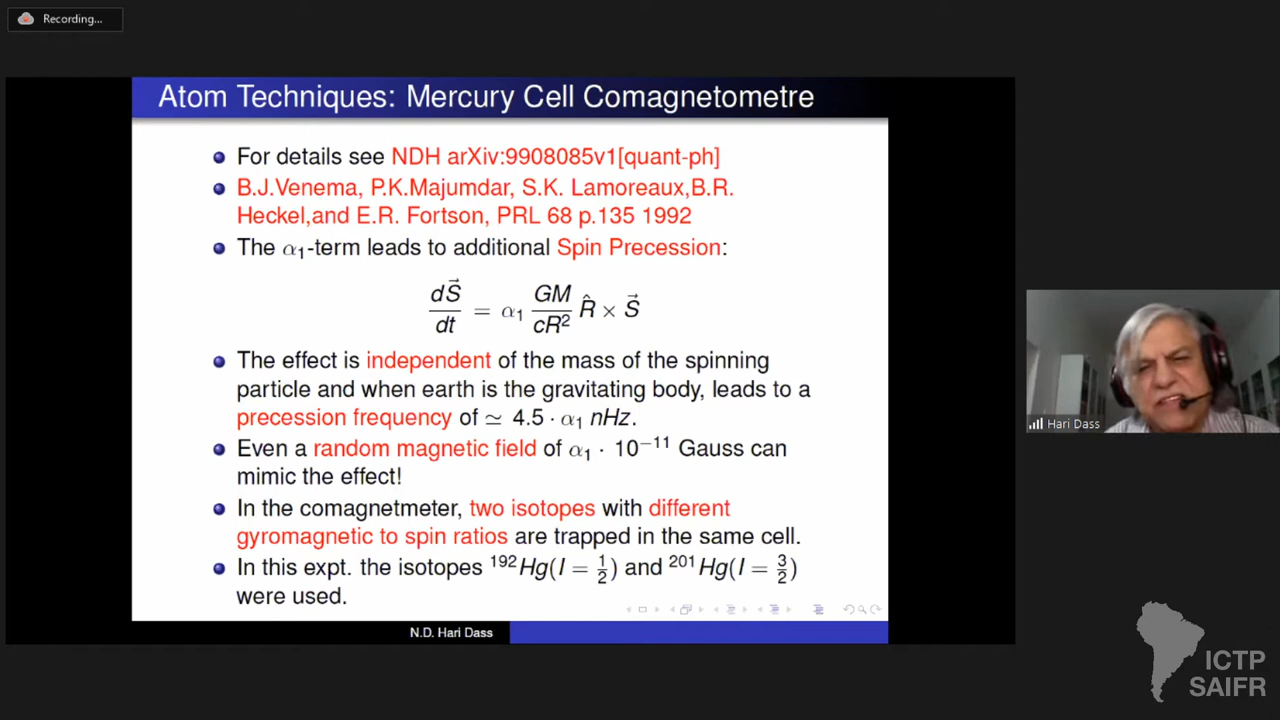 Recording...
Atom Techniques: Mercury Cell Comagnetometre
For details see NDH arXiv:9908085v1[quant-ph]
B.J.Venema, P.K.Majumdar, S.K. Lamoreaux,B.R.
Heckel,and E.R. Fortson, PRL 68 p.135 1992
The α₁-term leads to additional Spin Precession:
dS⃗/dt = α₁ GM/cR² R̂ × S⃗
The effect is independent of the mass of the spinning
particle and when earth is the gravitating body, leads to a
precession frequency of ≃ 4.5 · α₁ nHz.
Even a random magnetic field of α₁ · 10⁻¹¹ Gauss can
mimic the effect!
In the comagnetmeter, two isotopes with different
gyromagnetic to spin ratios are trapped in the same cell.
In this expt. the isotopes ¹⁹²Hg(I = 1/2) and ²⁰¹Hg(I = 3/2)
were used.
N.D. Hari Dass
Hari Dass
ICTP
SAIFR